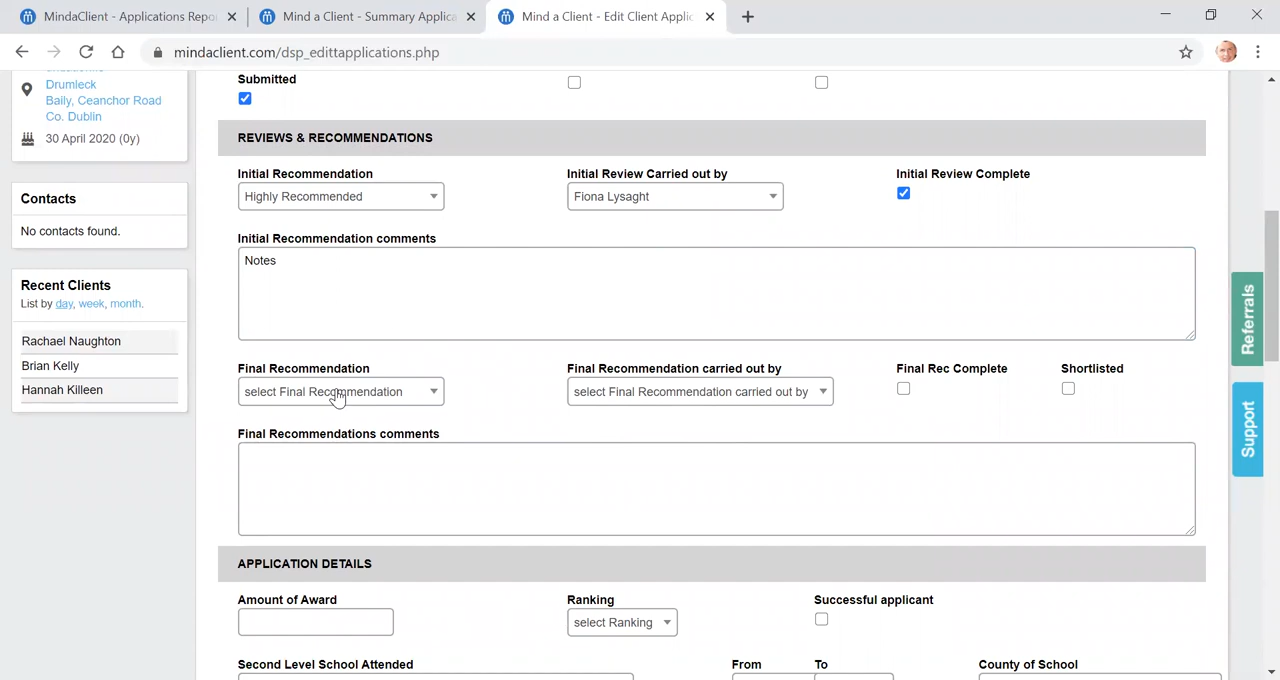 MindaClient - Applications Repo
Mind a Client - Summary Applica
Mind a Client - Edit Client Applic
mindaclient.com/dsp_edittapplications.php
Drumleck
Baily, Ceanchor Road
Co. Dublin
30 April 2020 (0y)
Contacts
No contacts found.
Recent Clients
List by day, week, month.
Rachael Naughton
Brian Kelly
Hannah Killeen
Submitted
REVIEWS & RECOMMENDATIONS
Initial Recommendation Initial Review Carried out by Initial Review Complete
Highly Recommended Fiona Lysaght
Initial Recommendation comments
Notes
Final Recommendation Final Recommendation carried out by Final Rec Complete Shortlisted
select Final Recommendation select Final Recommendation carried out by
Final Recommendations comments
APPLICATION DETAILS
Amount of Award Ranking Successful applicant
select Ranking
Second Level School Attended From To County of School
Referrals
Support